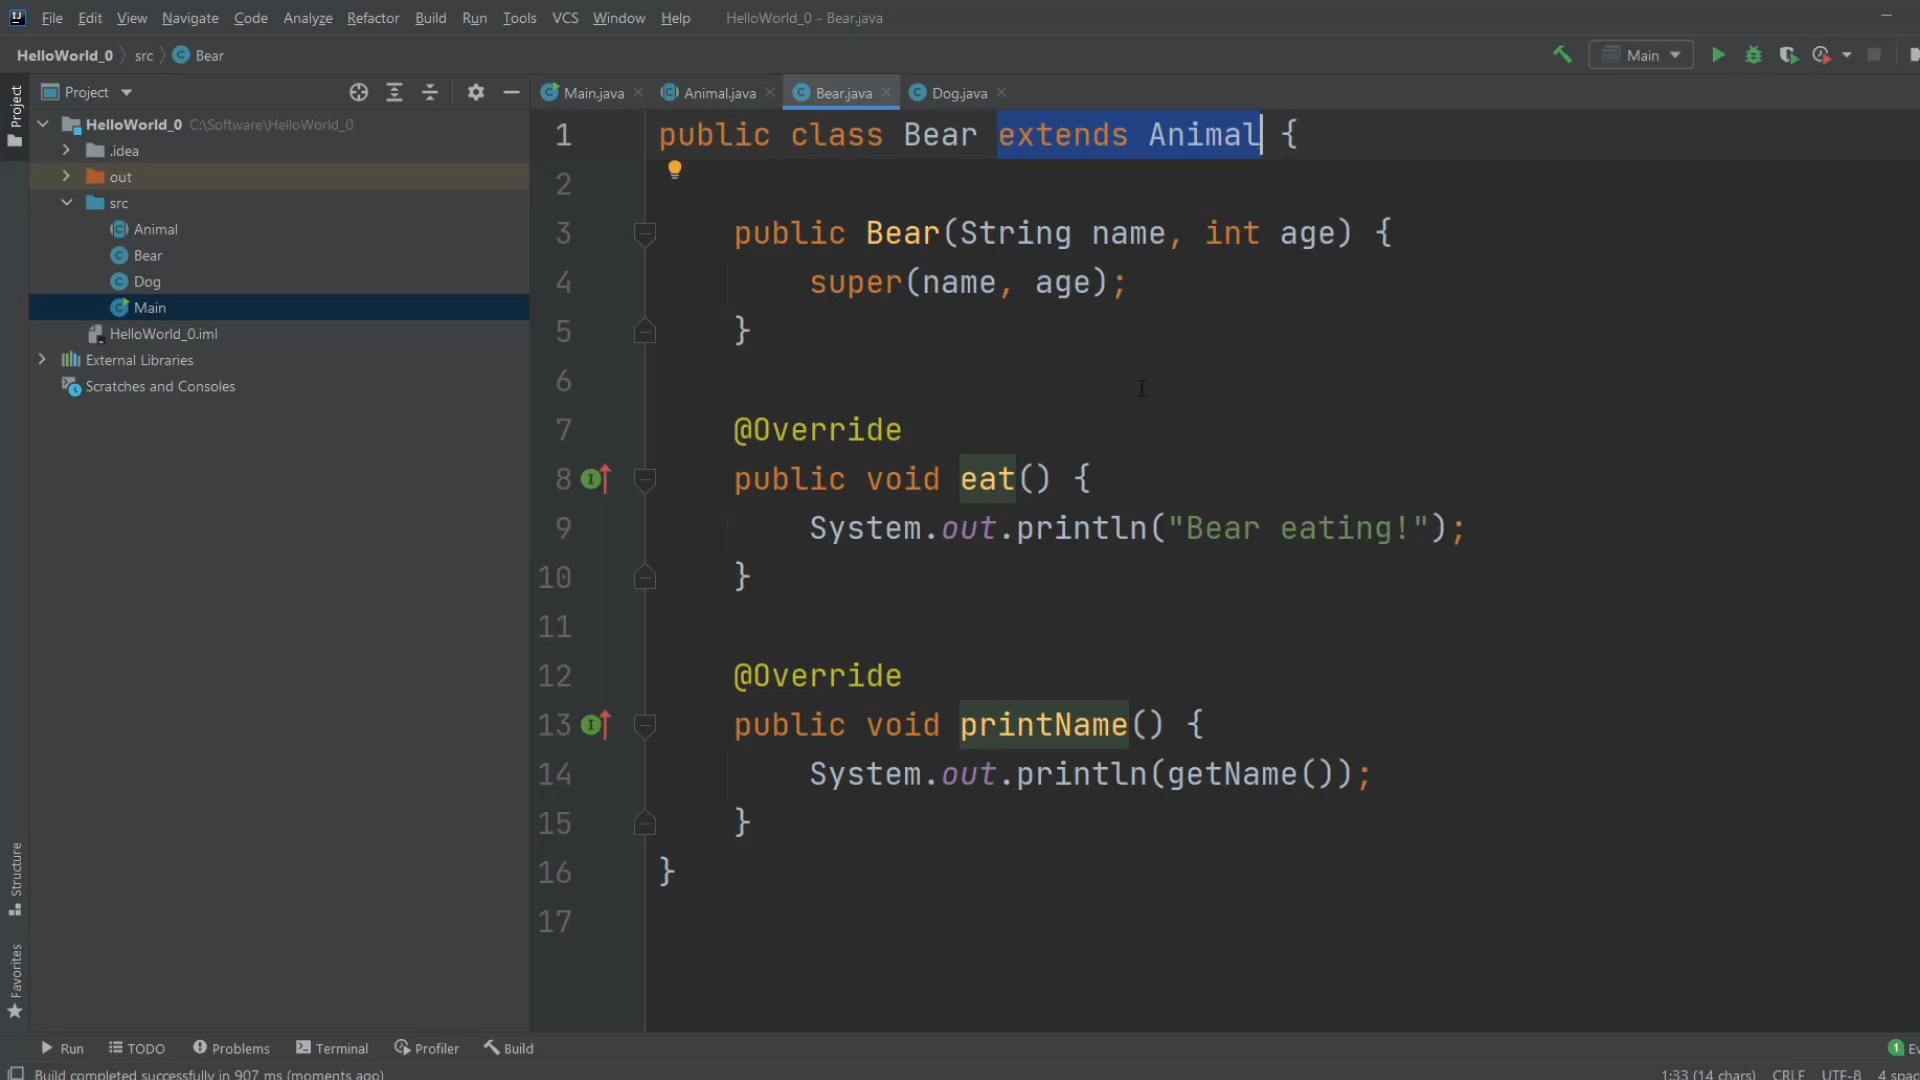 File Edit View Navigate Code Analyze Refactor Build Run Tools VCS Window Help HelloWorld_0 - Bear.java
HelloWorld_0 src Bear Main
Project
Project Main.java Animal.java Bear.java Dog.java
HelloWorld_0 C:\Software\HelloWorld_0
.idea
out
src
Animal
Bear
Dog
Main
HelloWorld_0.iml
External Libraries
Scratches and Consoles
1 public class Bear extends Animal {
2
3 public Bear(String name, int age) {
4 super(name, age);
5 }
6
7 @Override
8 public void eat() {
9 System.out.println("Bear eating!");
10 }
11
12 @Override
13 public void printName() {
14 System.out.println(getName());
15 }
16 }
17
Structure
Favorites
Run TODO Problems Terminal Profiler Build 1 Ev
Build completed successfully in 907 ms (moments ago) 1:33 (14 chars) CRLF UTF-8 4 spac